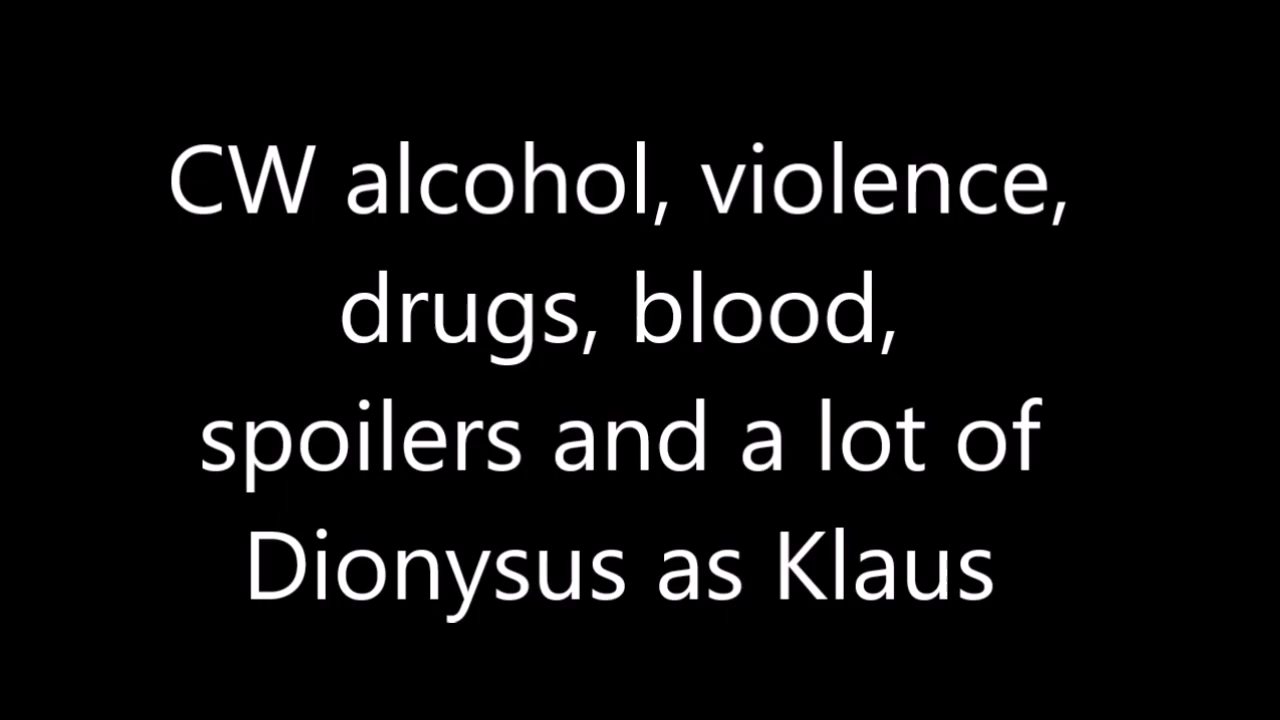 CW alcohol, violence,
drugs, blood,
spoilers and a lot of
Dionysus as Klaus